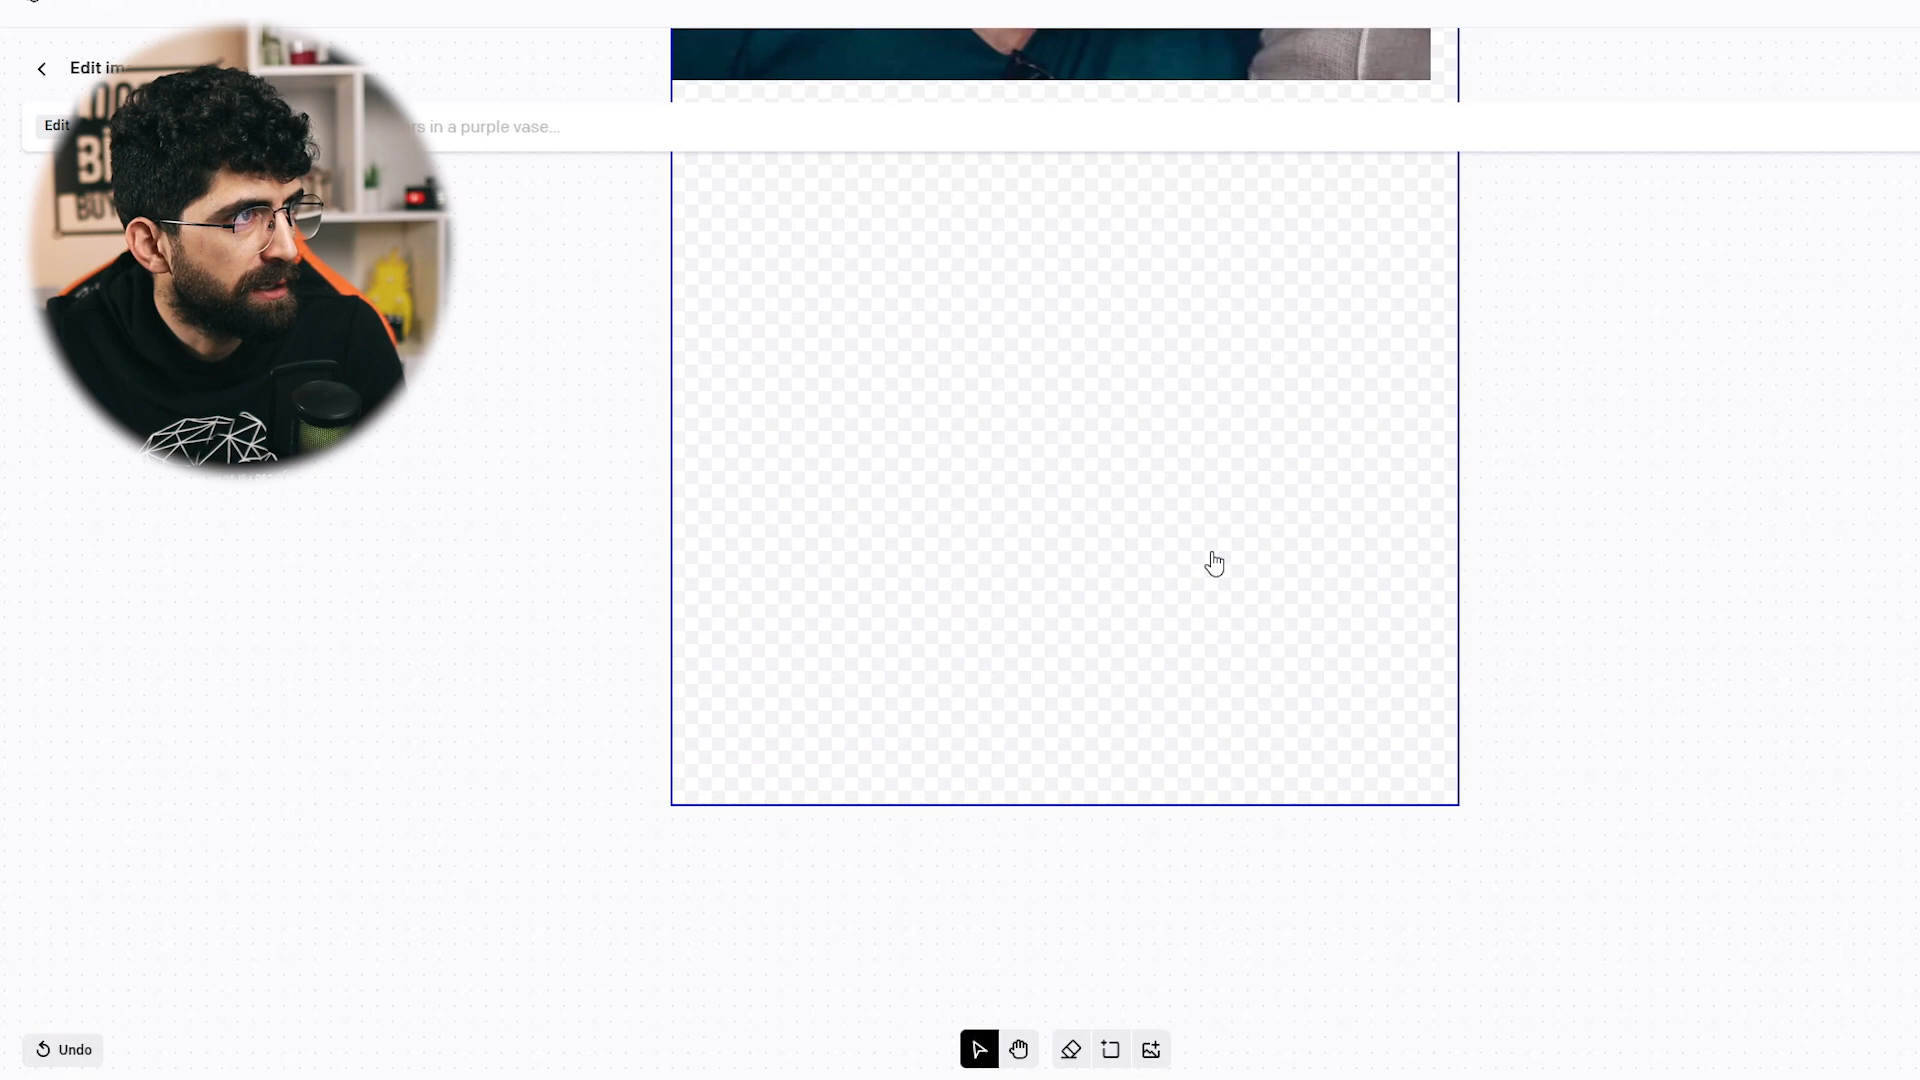 Edit im
Edit
rs in a purple vase...
Undo